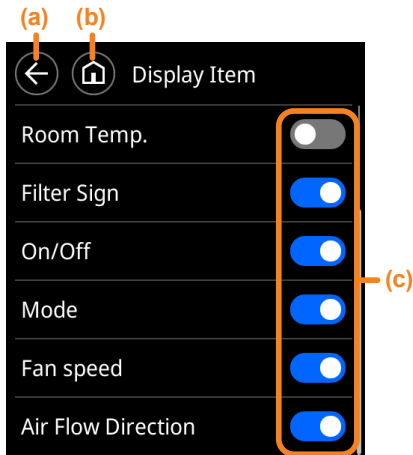 (a) (b)
Display Item
Room Temp.
Filter Sign
On/Off
(c)
Mode
Fan speed
Air Flow Direction